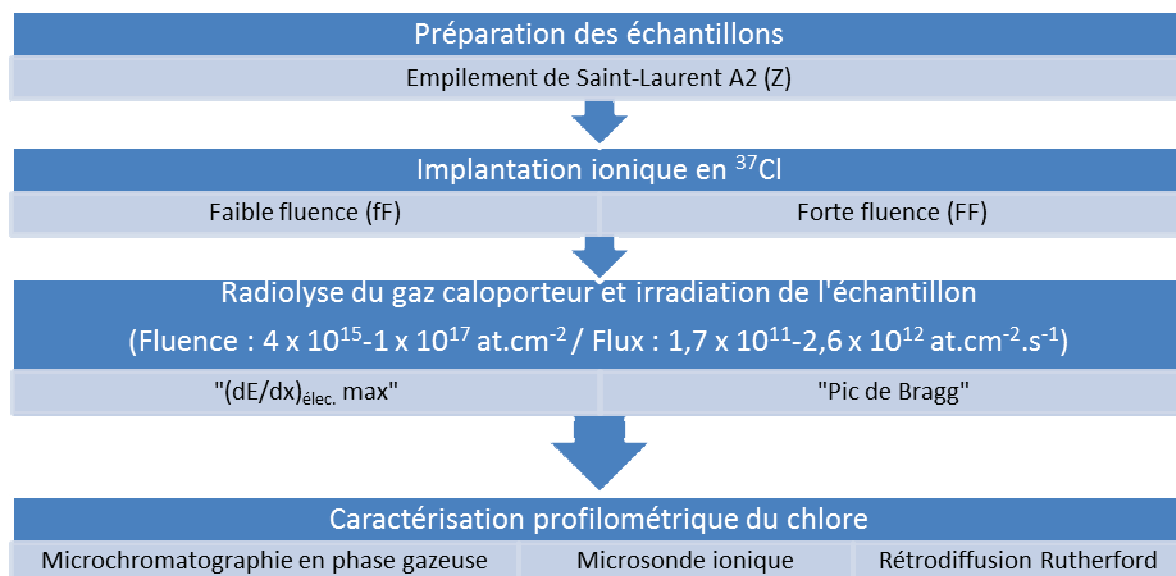 Préparation des échantillons
Empilement de Saint-Laurent A2 (Z)
Implantation ionique en ³⁷Cl
Faible fluence (fF)
Forte fluence (FF)
Radiolyse du gaz caloporteur et irradiation de l'échantillon
(Fluence : 4 x 10¹⁵-1 x 10¹⁷ at.cm⁻² / Flux : 1,7 x 10¹¹-2,6 x 10¹² at.cm⁻².s⁻¹)
"(dE/dx)élec. max"
"Pic de Bragg"
Caractérisation profilométrique du chlore
Microchromatographie en phase gazeuse
Microsonde ionique
Rétrodiffusion Rutherford